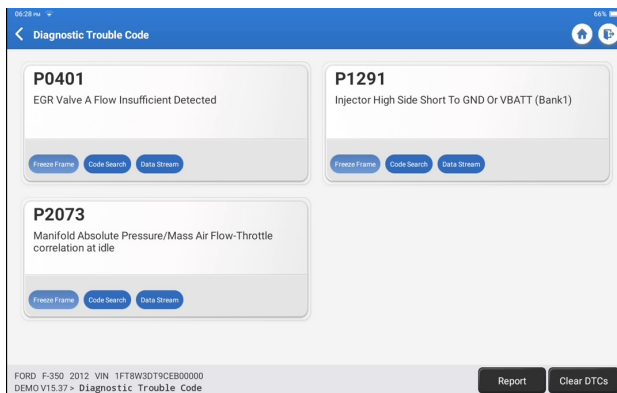 06:28 PM
66%
Diagnostic Trouble Code
P0401
EGR Valve A Flow Insufficient Detected
Freeze Frame Code Search Data Stream
P1291
Injector High Side Short To GND Or VBATT (Bank1)
Freeze Frame Code Search Data Stream
P2073
Manifold Absolute Pressure/Mass Air Flow-Throttle
correlation at idle
Freeze Frame Code Search Data Stream
FORD F-350 2012 VIN 1FT8W3DT9CEB00000
DEMO V15.37 > Diagnostic Trouble Code
Report
Clear DTCs